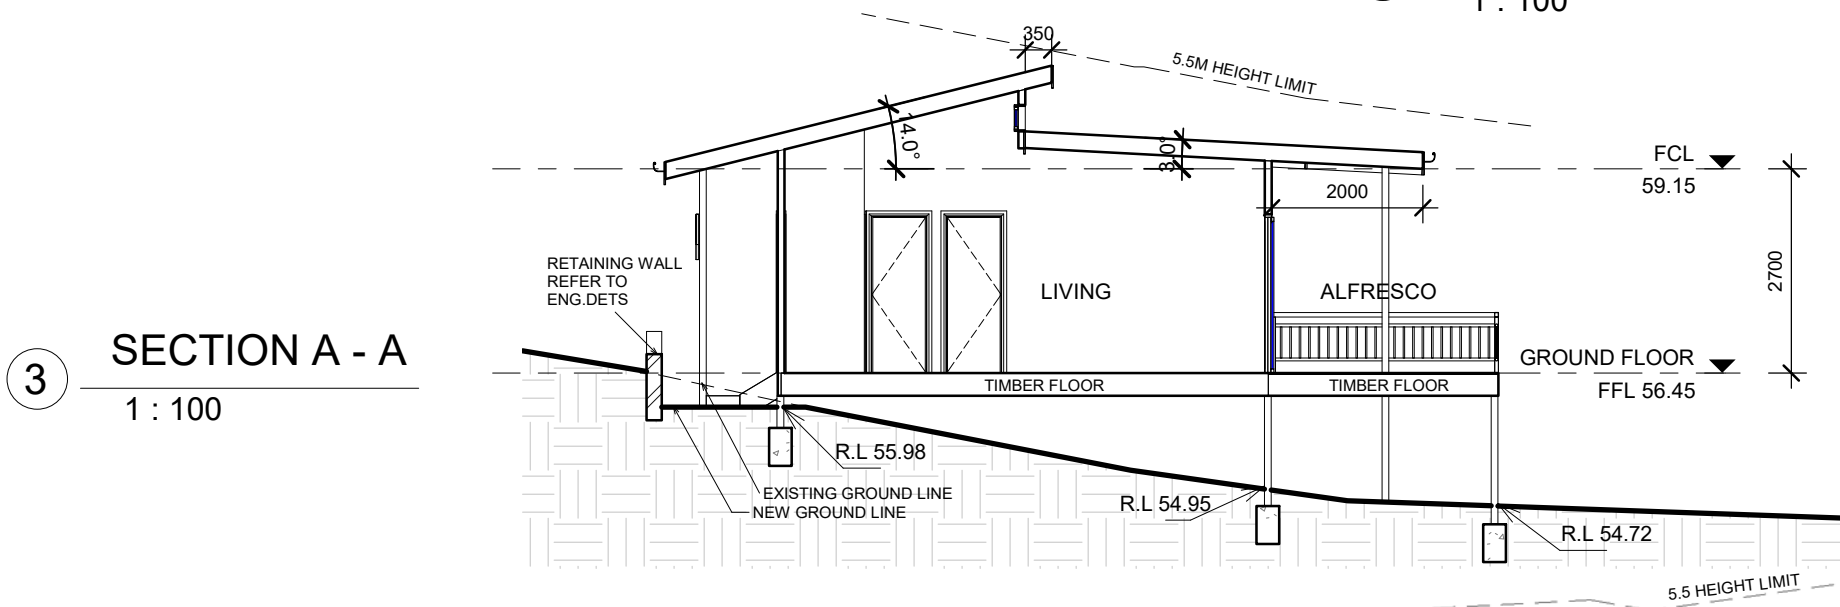 1 : 100
350
5.5M HEIGHT LIMIT
14.0°
3.0°
FCL
59.15
2000
2700
RETAINING WALL
REFER TO
ENG.DETS
LIVING
ALFRESCO
3
SECTION A - A
1 : 100
GROUND FLOOR
FFL 56.45
TIMBER FLOOR
TIMBER FLOOR
R.L 55.98
EXISTING GROUND LINE
NEW GROUND LINE
R.L 54.95
R.L 54.72
5.5 HEIGHT LIMIT